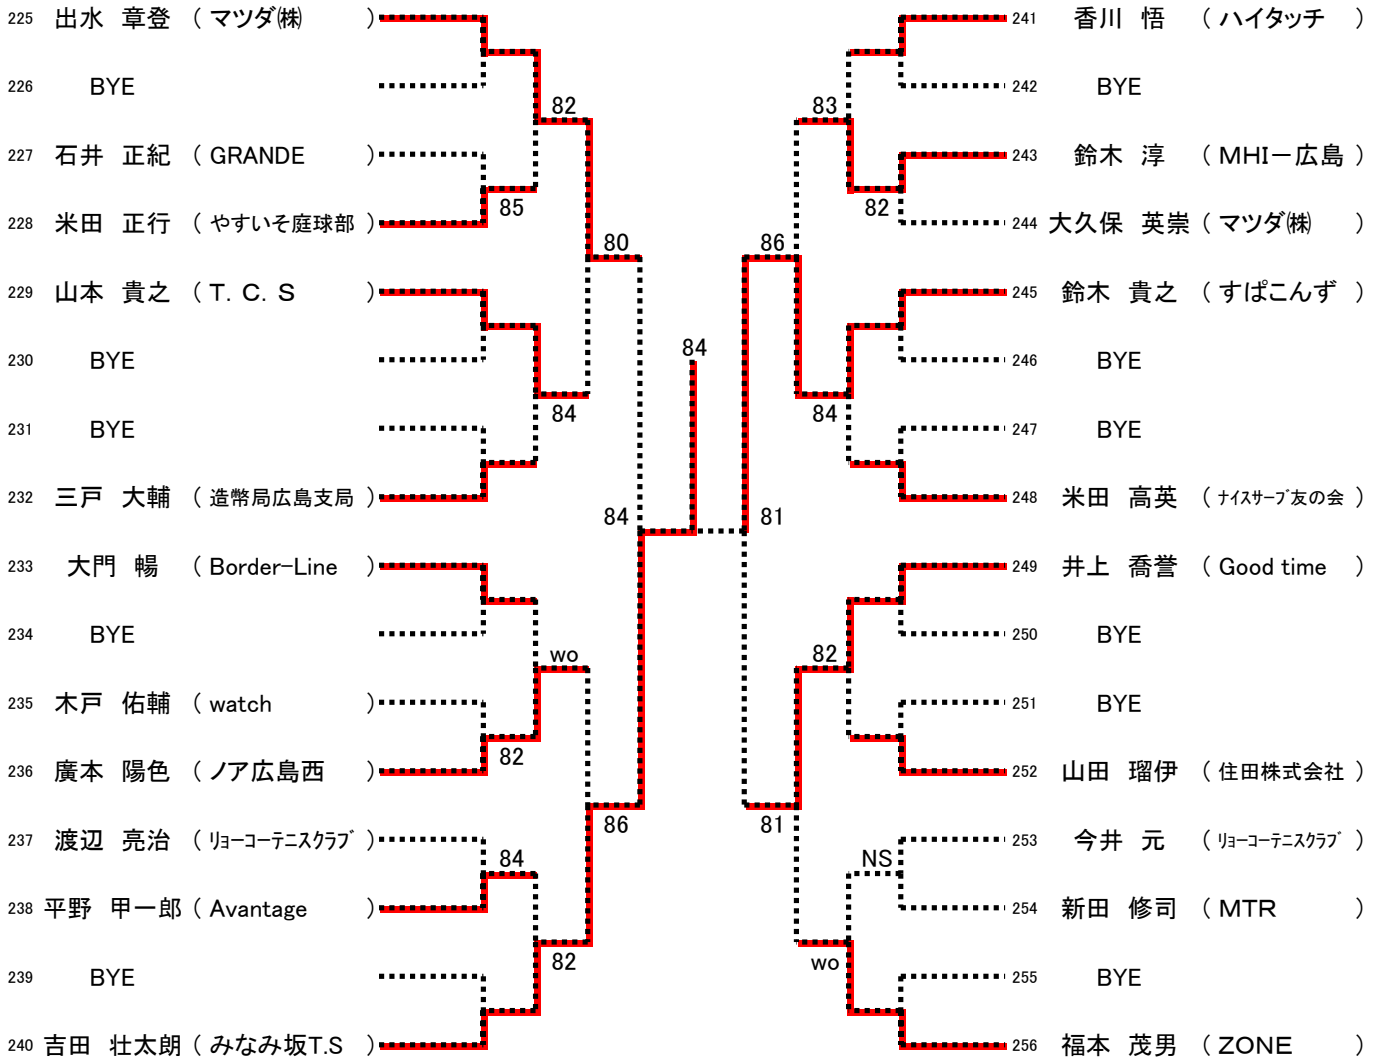 225 出水 章登 ( マツダ㈱ )
226 BYE
82
227 石井 正紀 ( GRANDE )
85
228 米田 正行 ( やすいそ庭球部 )
80
229 山本 貴之 ( T. C. S )
230 BYE
84
231 BYE
232 三戸 大輔 ( 造幣局広島支局 )
84
233 大門 暢 ( Border-Line )
234 BYE
wo
235 木戸 佑輔 ( watch )
82
236 廣本 陽色 ( ノア広島西 )
86
237 渡辺 亮治 ( ﾘｮｰｺｰﾃﾆｽｸﾗﾌﾞ )
84
238 平野 甲一郎 ( Avantage )
82
239 BYE
240 吉田 壮太朗 ( みなみ坂T.S )
84
241 香川 悟 ( ハイタッチ )
242 BYE
83
243 鈴木 淳 ( MHI－広島 )
82
244 大久保 英崇 ( マツダ㈱ )
86
245 鈴木 貴之 ( すぱこんず )
246 BYE
84
247 BYE
248 米田 高英 ( ﾅｲｽｻｰﾌﾞ友の会 )
81
249 井上 喬誉 ( Good time )
250 BYE
82
251 BYE
252 山田 瑠伊 ( 住田株式会社 )
81
253 今井 元 ( ﾘｮｰｺｰﾃﾆｽｸﾗﾌﾞ )
NS
254 新田 修司 ( MTR )
wo
255 BYE
256 福本 茂男 ( ZONE )